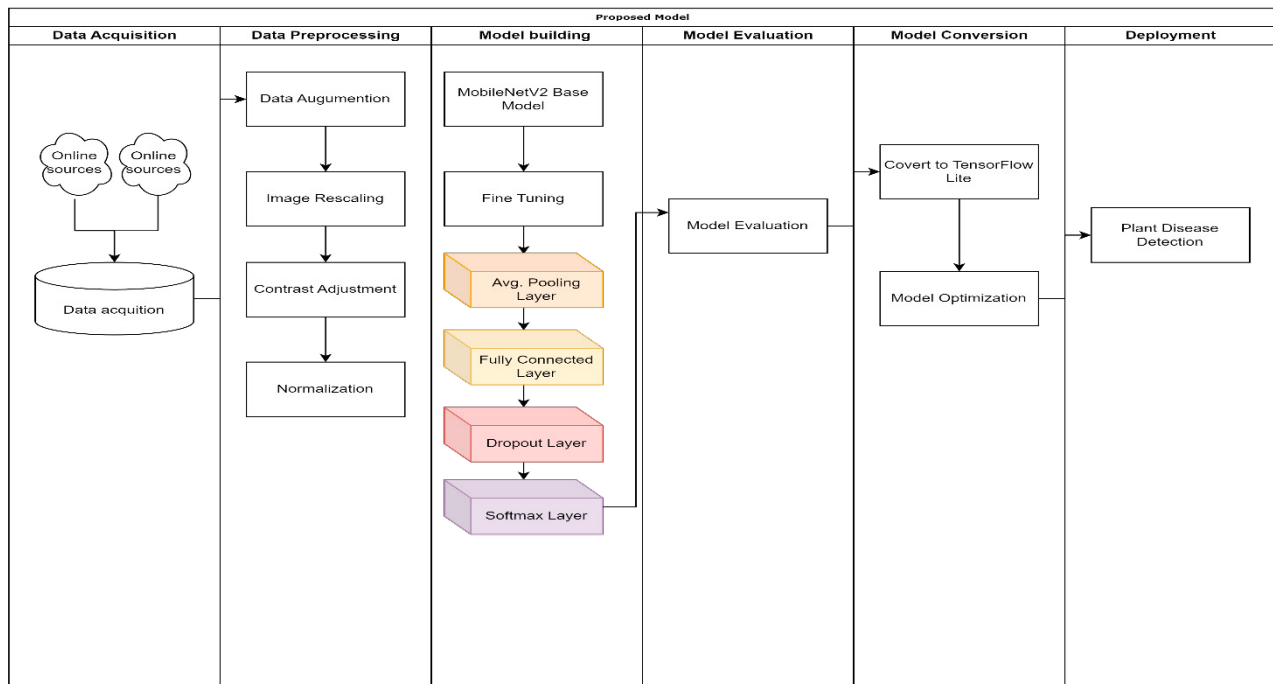 Proposed Model
Data Acquisition
Data Preprocessing
Model building
Model Evaluation
Model Conversion
Deployment
Online
sources
Online
sources
Data acquition
Data Augumention
Image Rescaling
Contrast Adjustment
Normalization
MobileNetV2 Base
Model
Fine Tuning
Avg. Pooling
Layer
Fully Connected
Layer
Dropout Layer
Softmax Layer
Model Evaluation
Covert to TensorFlow
Lite
Model Optimization
Plant Disease
Detection